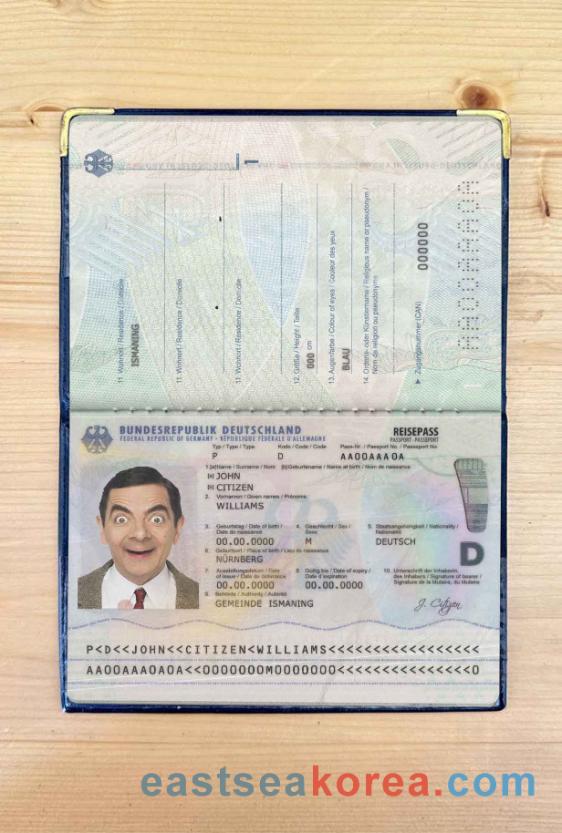 1
11 Wohnort / Residence / Domicile
ISMANING
11 Wohnort / Residence / Domicile
11 Wohnort / Residence / Domicile
12. Größe / Height / Taille
000 cm
13. Augenfarbe / Colour of eyes / Couleur des yeux
BLAU
14. Ordens- oder Künstlername / Religious name or pseudonym /
Nom de religion ou pseudonyme
Zugangsnummer (CAN) 000000
BUNDESREPUBLIK DEUTSCHLAND
FEDERAL REPUBLIC OF GERMANY · RÉPUBLIQUE FÉDÉRALE D'ALLEMAGNE
REISEPASS
PASSPORT · PASSEPORT
Typ / Type / Type Kode / Code / Code Pass-Nr. / Passport No. / Passeport No
P D AA00AAA0A
1.[a]Name / Surname / Nom [b]Geburtsname / Name at birth / Nom de naissance
[a] JOHN
[b] CITIZEN
2. Vornamen / Given names / Prénoms
WILLIAMS
3. Geburtstag / Date of birth / Date de naissance
00.00.0000
4. Geschlecht / Sex / Sexe
M
5. Staatsangehörigkeit / Nationality / Nationalité
DEUTSCH
6. Geburtsort / Place of birth / Lieu de naissance
NÜRNBERG
D
7. Ausstellungsdatum / Date of issue / Date de délivrance
00.00.0000
8. Gültig bis / Date of expiry / Date d'expiration
00.00.0000
10. Unterschrift der Inhaberin, des Inhabers / Signature of bearer / Signature de la titulaire, du titulaire
9. Behörde / Authority / Autorité
GEMEINDE ISMANING
J. Citizen
P<D<<JOHN<<CITIZEN<WILLIAMS<<<<<<<<<<<<<<<<<
AA00AAA0A0A<<0000000M0000000<<<<<<<<<<<<<<<0
eastseakorea.com